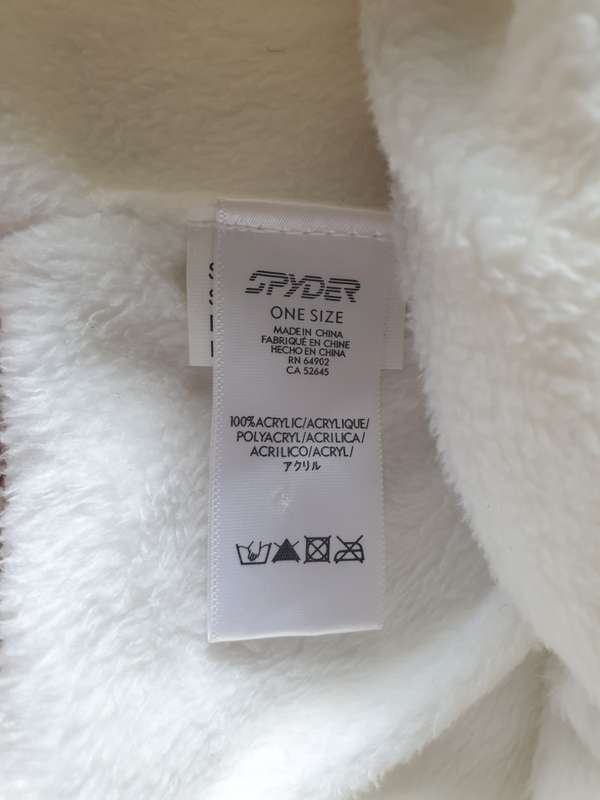 SPYDER
ONE SIZE
MADE IN CHINA
FABRIQUÉ EN CHINE
HECHO EN CHINA
RN 64902
CA 52645
100% ACRYLIC/ACRYLIQUE/
POLYACRYL/ACRILICA/
ACRILICO/ACRYL/
アクリル